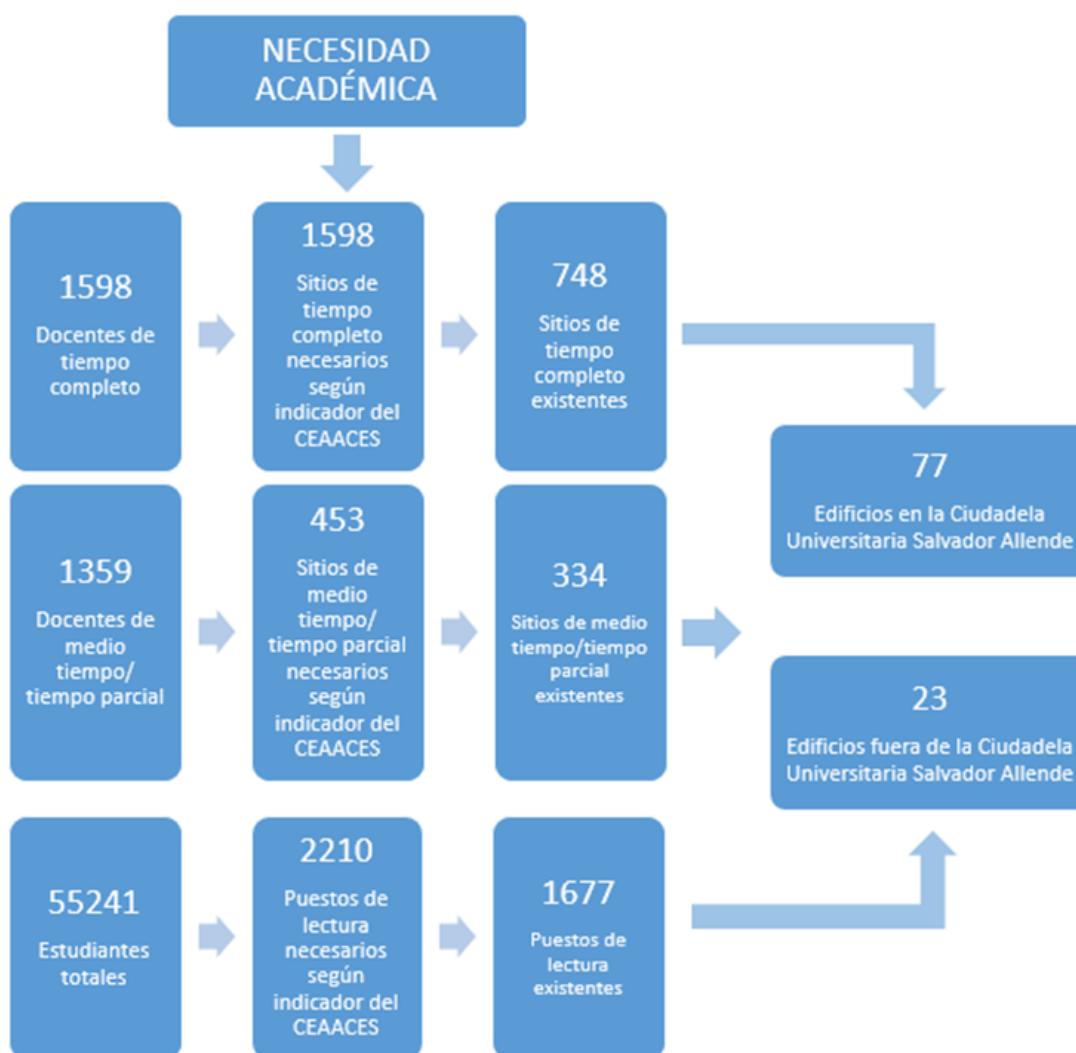 NECESIDAD
ACADÉMICA
1598
Docentes de
tiempo
completo
1598
Sitios de
tiempo
completo
necesarios
según
indicador del
CEAACES
748
Sitios de
tiempo
completo
existentes
77
Edificios en la Ciudadela
Universitaria Salvador Allende
1359
Docentes de
medio
tiempo/
tiempo parcial
453
Sitios de
medio
tiempo/
tiempo parcial
necesarios
según
indicador del
CEAACES
334
Sitios de medio
tiempo/tiempo
parcial
existentes
23
Edificios fuera de la Ciudadela
Universitaria Salvador Allende
55241
Estudiantes
totales
2210
Puestos de
lectura
necesarios
según
indicador del
CEAACES
1677
Puestos de
lectura
existentes